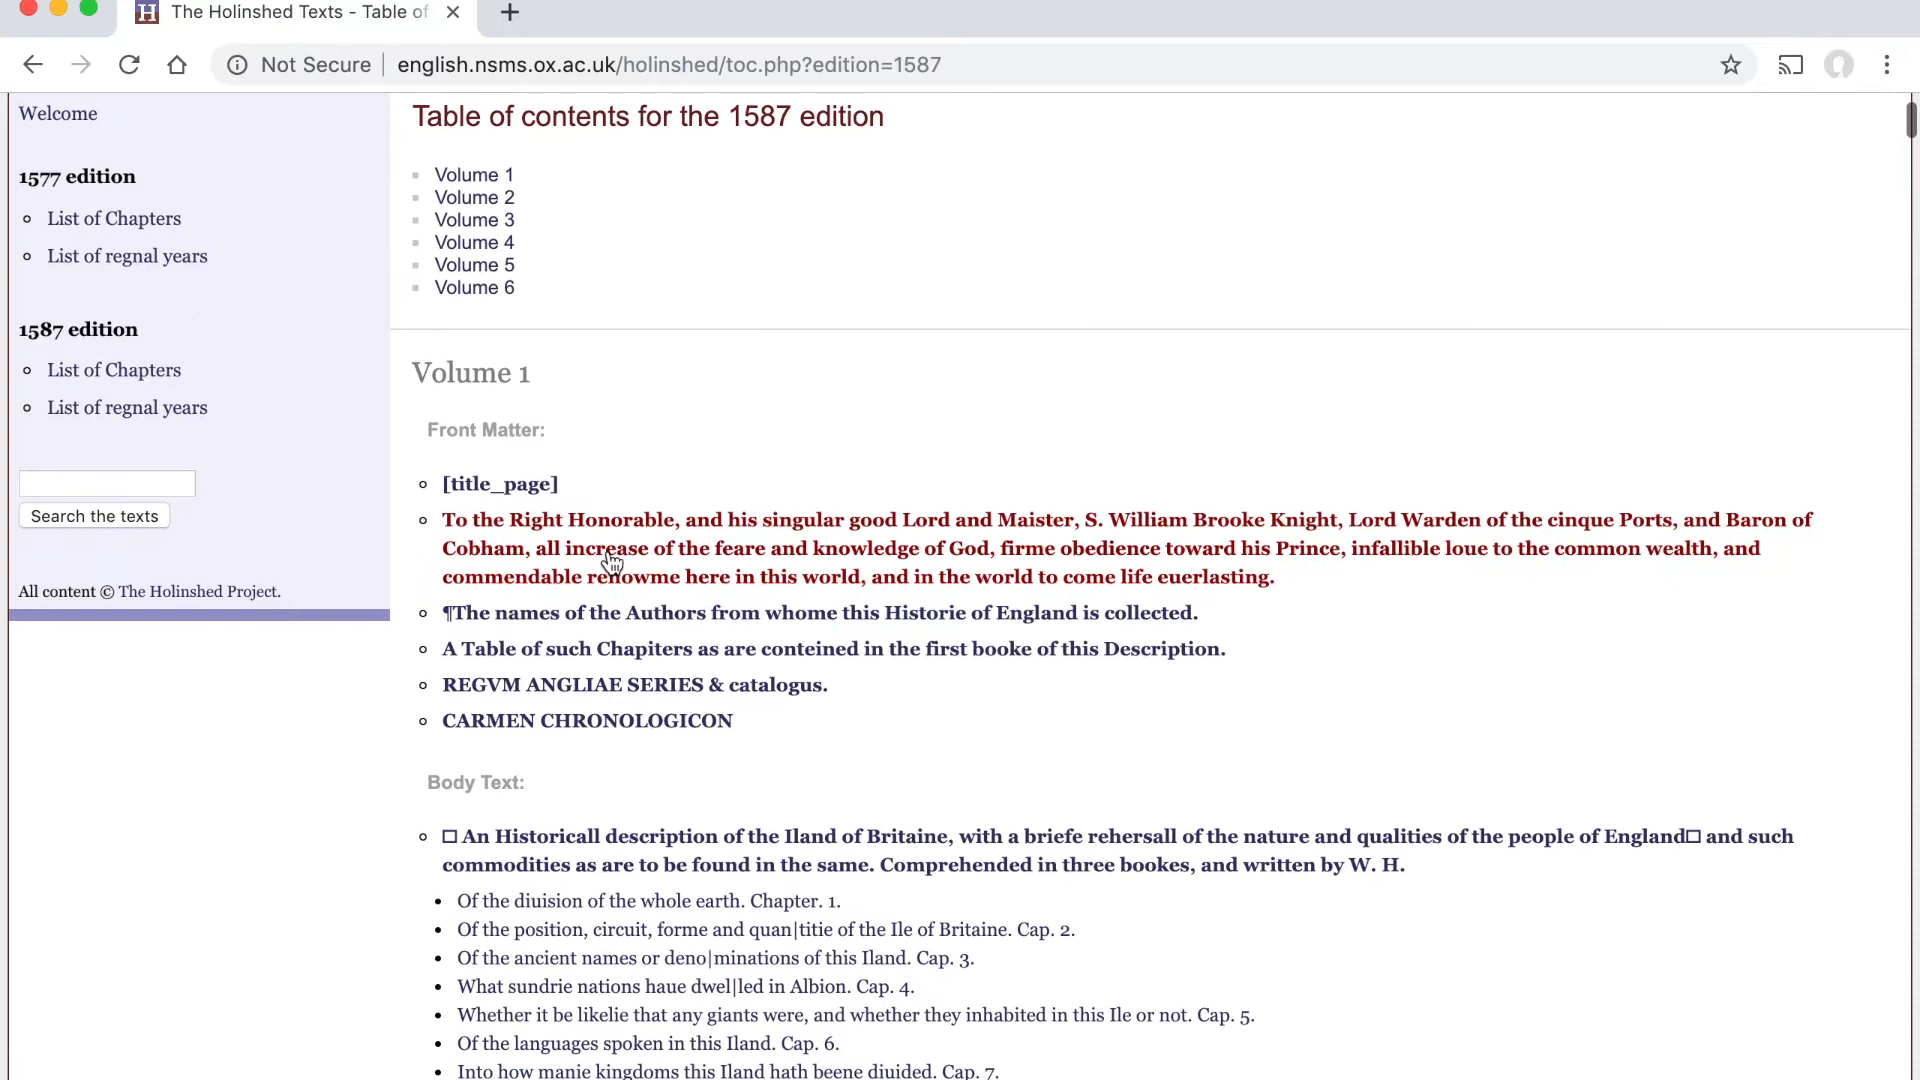 The Holinshed Texts - Table of
Not Secure
english.nsms.ox.ac.uk/holinshed/toc.php?edition=1587
Welcome
1577 edition
List of Chapters
List of regnal years
1587 edition
List of Chapters
List of regnal years
Search the texts
All content © The Holinshed Project.
Table of contents for the 1587 edition
Volume 1
Volume 2
Volume 3
Volume 4
Volume 5
Volume 6
Volume 1
Front Matter:
[title_page]
To the Right Honorable, and his singular good Lord and Maister, S. William Brooke Knight, Lord Warden of the cinque Ports, and Baron of
Cobham, all increase of the feare and knowledge of God, firme obedience toward his Prince, infallible loue to the common wealth, and
commendable renowme here in this world, and in the world to come life euerlasting.
¶The names of the Authors from whome this Historie of England is collected.
A Table of such Chapiters as are conteined in the first booke of this Description.
REGVM ANGLIAE SERIES & catalogus.
CARMEN CHRONOLOGICON
Body Text:
□ An Historicall description of the Iland of Britaine, with a briefe rehersall of the nature and qualities of the people of England□ and such
commodities as are to be found in the same. Comprehended in three bookes, and written by W. H.
Of the diuision of the whole earth. Chapter. 1.
Of the position, circuit, forme and quan|titie of the Ile of Britaine. Cap. 2.
Of the ancient names or deno|minations of this Iland. Cap. 3.
What sundrie nations haue dwel|led in Albion. Cap. 4.
Whether it be likelie that any giants were, and whether they inhabited in this Ile or not. Cap. 5.
Of the languages spoken in this Iland. Cap. 6.
Into how manie kingdoms this Iland hath beene diuided. Cap. 7.